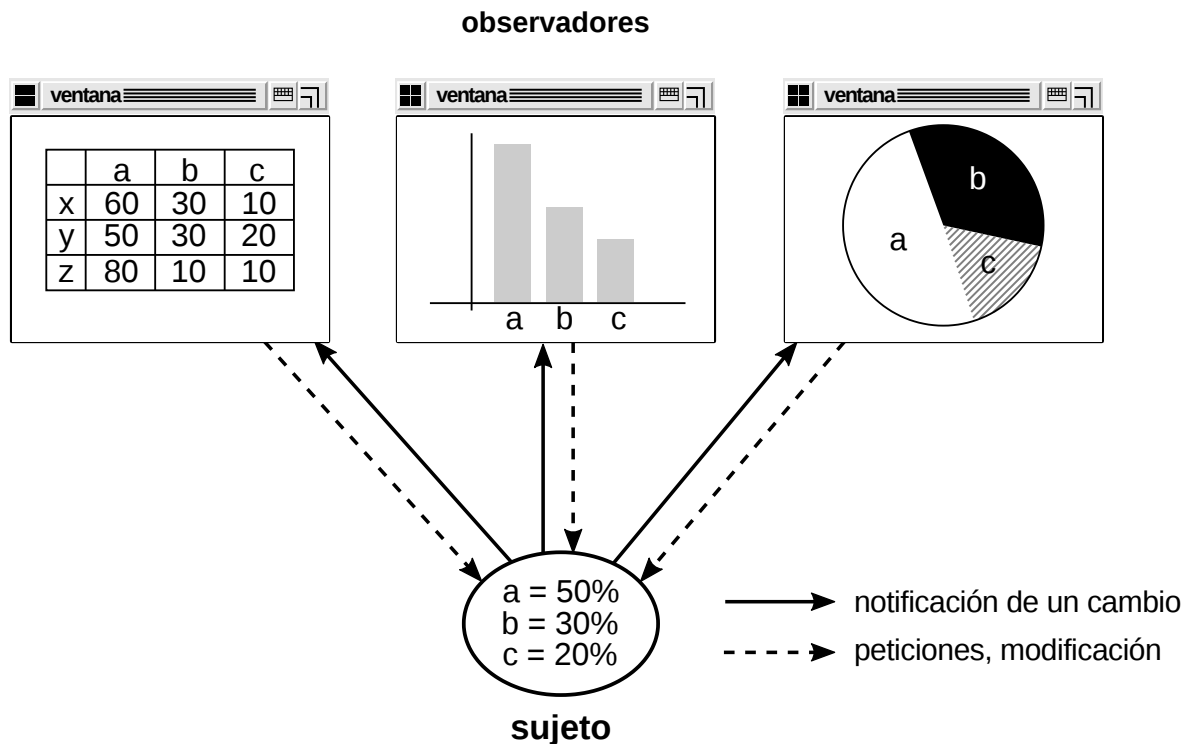 observadores
ventana
ventana
ventana
a b c
x 60 30 10
y 50 30 20
z 80 10 10
a b c
a
b
c
a = 50%
b = 30%
c = 20%
sujeto
notificación de un cambio
peticiones, modificación